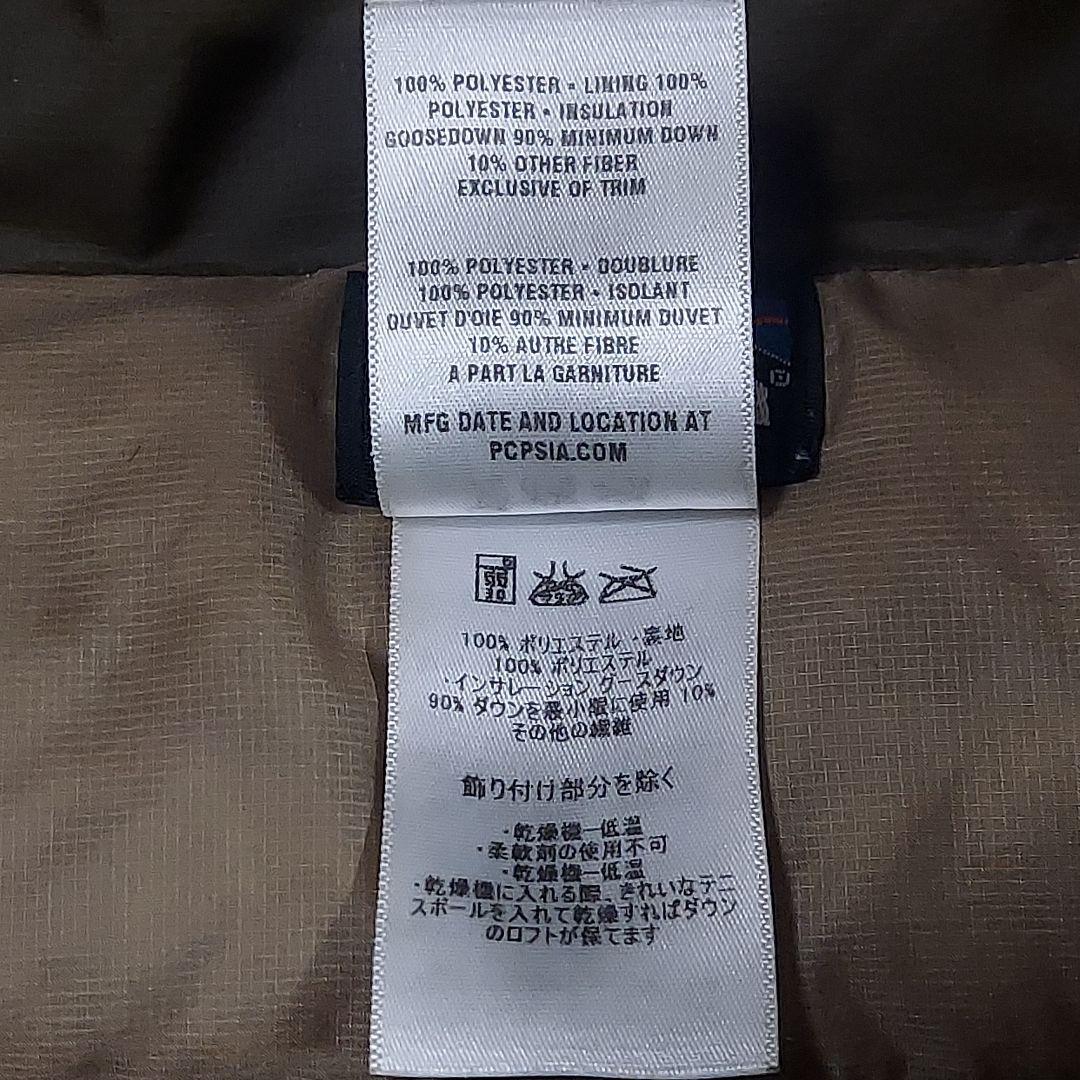 100% POLYESTER • LINING 100%
POLYESTER • INSULATION
GOOSEDOWN 90% MINIMUM DOWN
10% OTHER FIBER
EXCLUSIVE OF TRIM
100% POLYESTER • DOUBLURE
100% POLYESTER • ISOLANT
DUVET D'OIE 90% MINIMUM DUVET
10% AUTRE FIBRE
A PART LA GARNITURE
MFG DATE AND LOCATION AT
PCPSIA.COM
100% ポリエステル ・裏地
100% ポリエステル
・インサレーション グースダウン
90% ダウンを最小限に使用 10%
その他の繊維
飾り付け部分を除く
・乾燥機ー低温
・柔軟剤の使用不可
・乾燥機ー低温
・乾燥機に入れる際、きれいなテニ
スボールを入れて乾燥すればダウン
のロフトが保てます